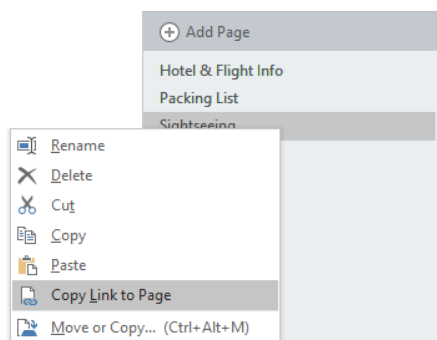 Add Page
Hotel & Flight Info
Packing List
Sightseeing
Rename
Delete
Cut
Copy
Paste
Copy Link to Page
Move or Copy... (Ctrl+Alt+M)